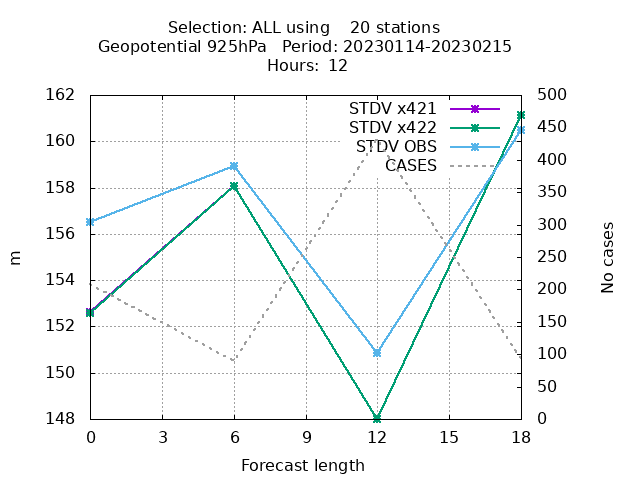 Selection: ALL using    20 stations
Geopotential 925hPa   Period: 20230114-20230215
Hours:  12
162 500
STDV x421
STDV x422
STDV OBS
CASES
450
160
400
158 350
156 300
250
154
200
152 150
100
150
50
148 0
m
No cases
0 3 6 9 12 15 18
Forecast length